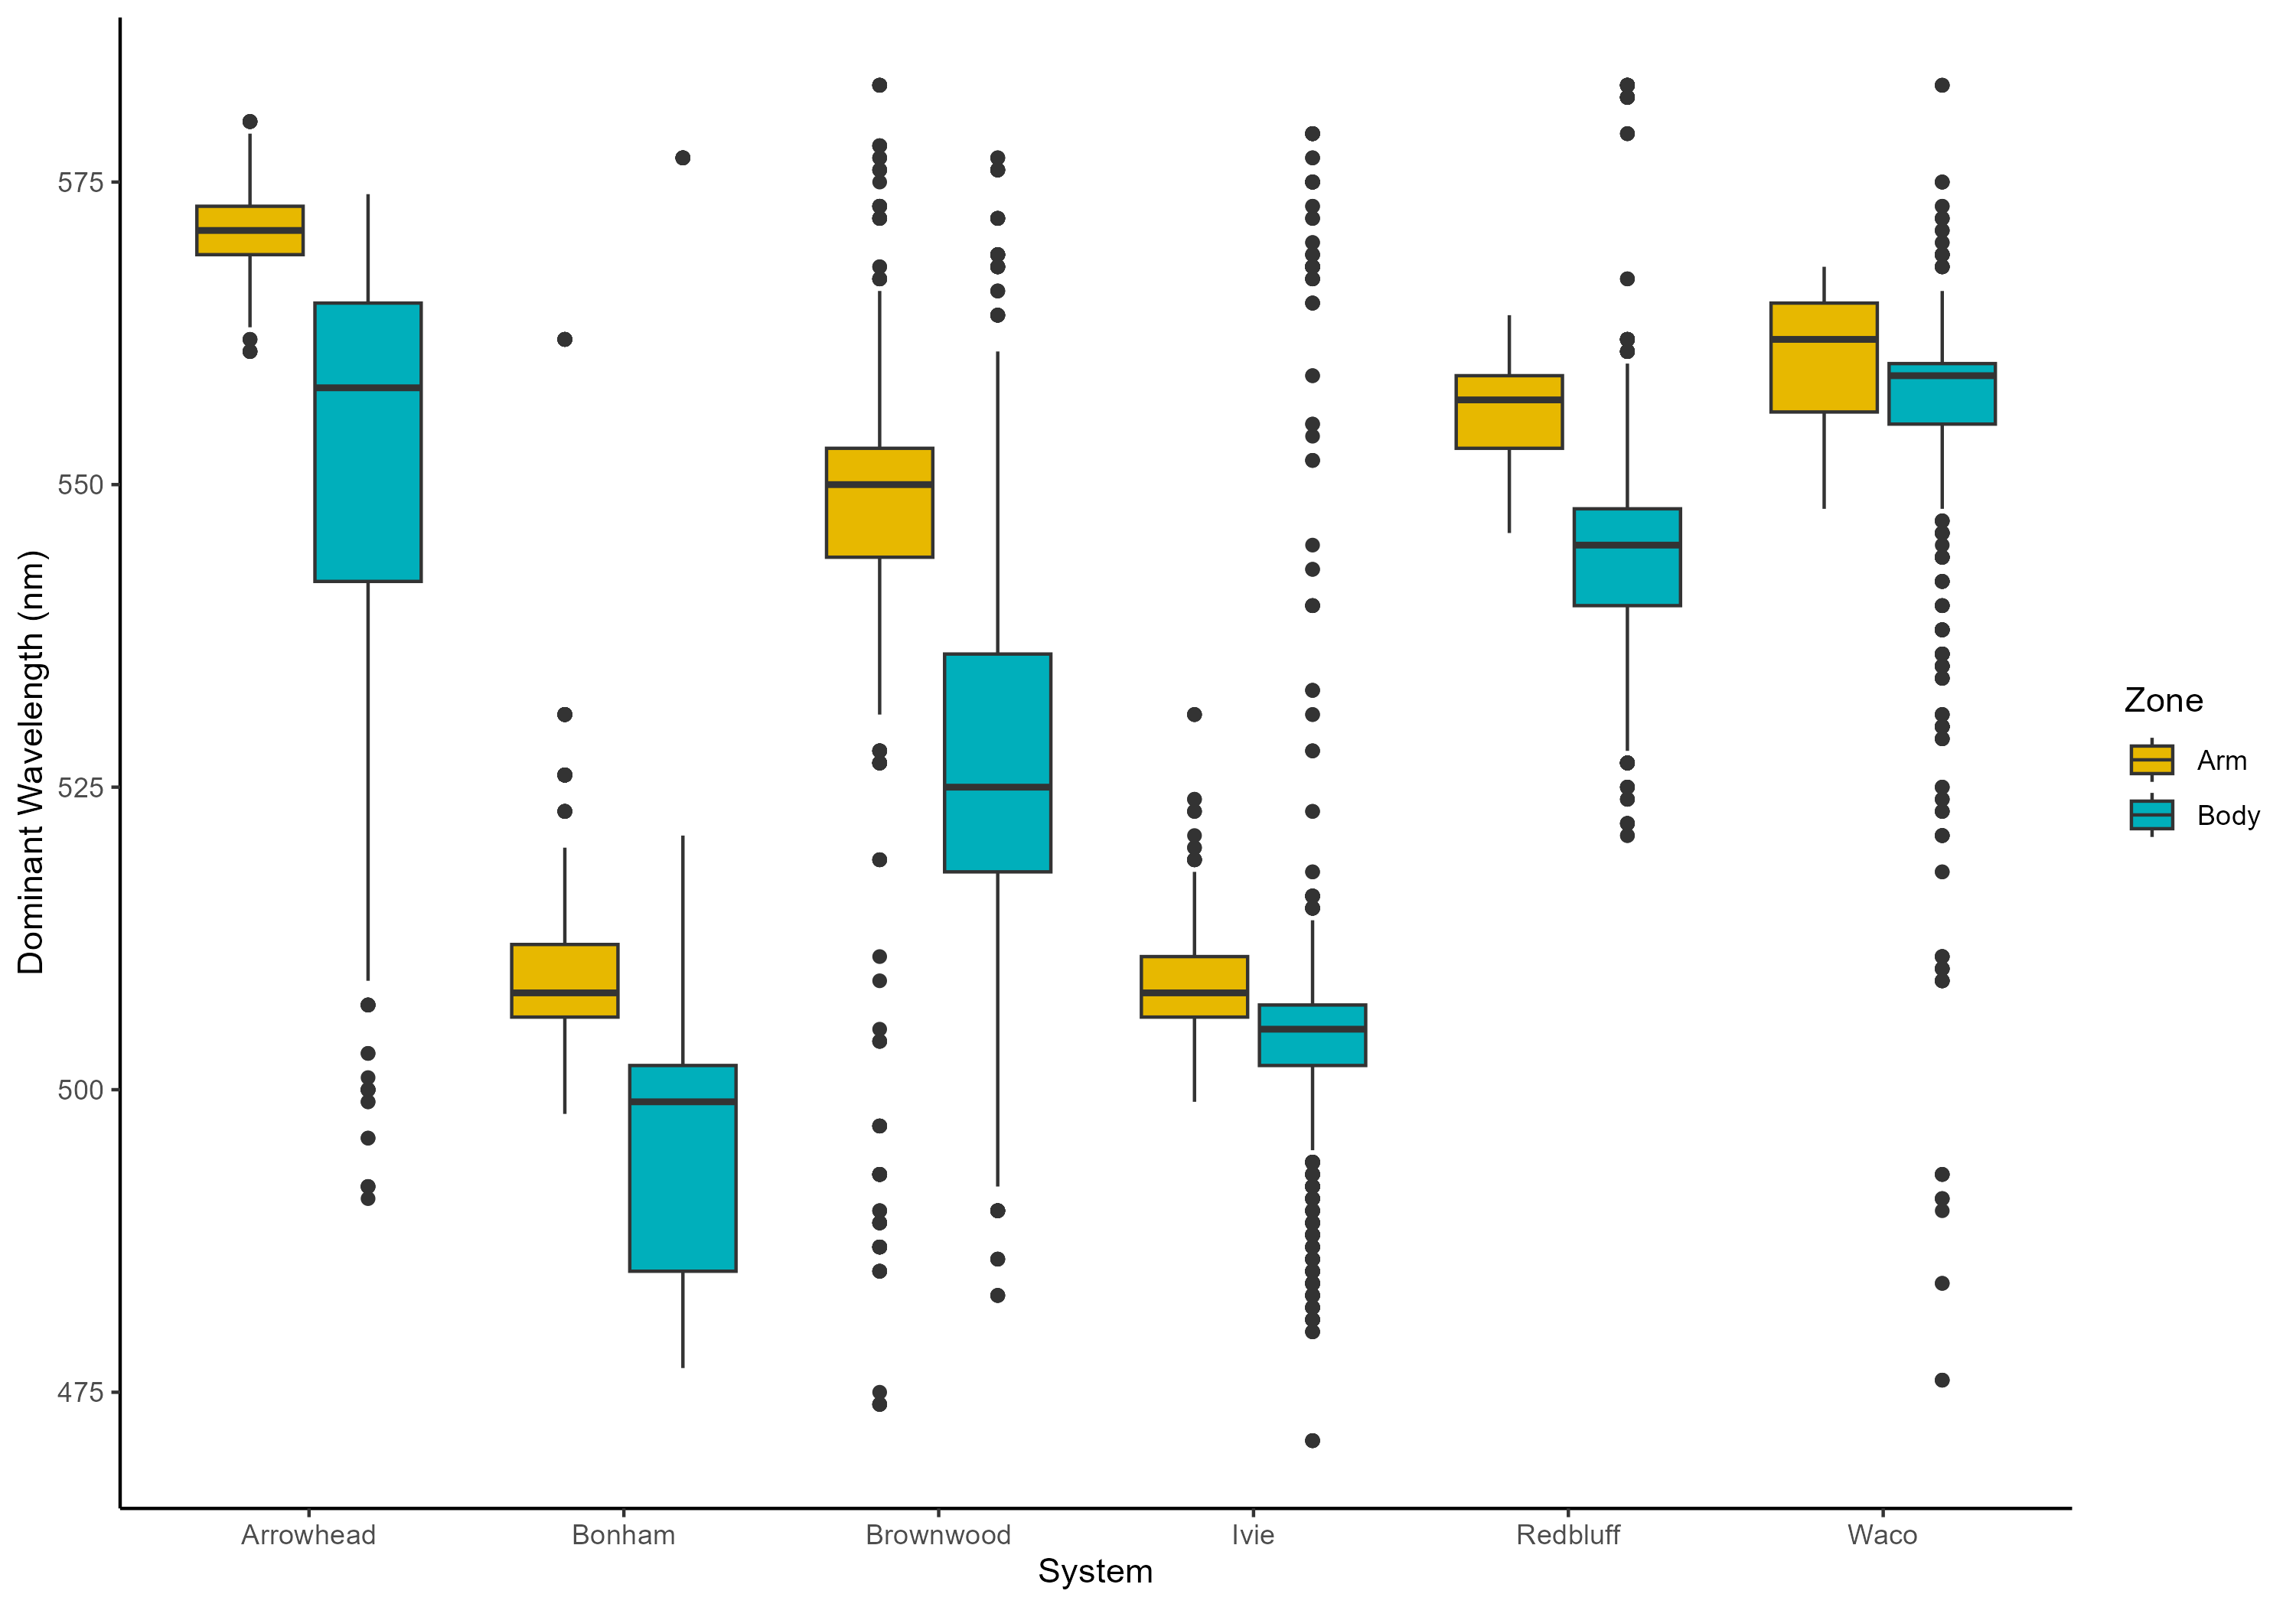 575
550
525
500
475
Dominant Wavelength (nm)
Arrowhead Bonham Brownwood Ivie Redbluff Waco
System
Zone
Arm
Body